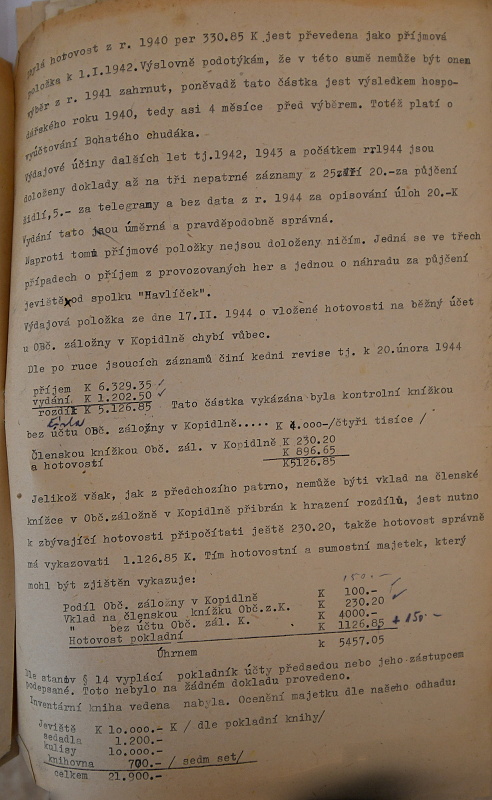 bylá hotovost z r. 1940 per 330.85 K jest převedena jako příjmová
položka k 1.I.1942.Výslovně podotýkám, že v této sumě nemůže být onen
výběr z r. 1941 zahrnut, poněvadž tato částka jest výsledkem hospo-
dářského roku 1940, tedy asi 4 měsíce před výběrem. Totéž platí o
vyúčtování Bohatého chudáka.
Výdajové účiny dalších let tj.1942, 1943 a počátkem rr1944 jsou
doloženy doklady až na tři nepatrné záznamy z 25září 20.-za půjčení
židlí,5.- za telegramy a bez data z r. 1944 za opisování úloh 20.-K
Vydání tato jsou úměrná a pravděpodobně správná.
Naproti tomu příjmové položky nejsou doloženy ničím. Jedná se ve třech
případech o příjem z provozovaných her a jednou o náhradu za půjčení
jeviště od spolku "Havlíček".
Výdajová položka ze dne 17.II. 1944 o vložené hotovosti na běžný účet
u Obč. záložny v Kopidlně chybí vůbec.
Dle po ruce jsoucích záznamů činí kedni revise tj. k 20.února 1944
příjem K 6.329.35
vydání K 1.202.50
rozdíl K 5.126.85 Tato částka vykázána byla kontrolní knížkou
bez účtu Obč. záložny v Kopidlně..... K 4.000-/čtyři tisíce /
Členskou knížkou Obč. zál. v Kopidlně K 230.20
a hotovostí K 896.65
K5126.85
Jelikož však, jak z předchozího patrno, nemůže býti vklad na členské
knížce v Obč.záložně v Kopidlně přibrán k hrazení rozdílů, jest nutno
k zbývající hotovosti připočítati ještě 230.20, takže hotovost správně
má vykazovati 1.126.85 K. Tím hotovostní a sumostní majetek, který
mohl být zjištěn vykazuje:
150.-
Podíl Obč. záložny v Kopidlně K 100.-
Vklad na členskou knížku Obč.z.K. K 230.20
" bez účtu Obč. zál. K. K 4000.-
Hotovost pokladní K 1126.85 + 150.-
Úhrnem k 5457.05
Dle stanov § 14 vyplácí pokladník účty předsedou nebo jeho zástupcem
podepsané. Toto nebylo na žádném dokladu provedeno.
Inventární kniha vedena nabyla. Ocenění majetku dle našeho odhadu:
Jeviště K 10.000.- K / dle pokladní knihy/
sedadla 1.200.-
kulisy 10.000.-
knihovna 700.- / sedm set/
celkem 21.900.-